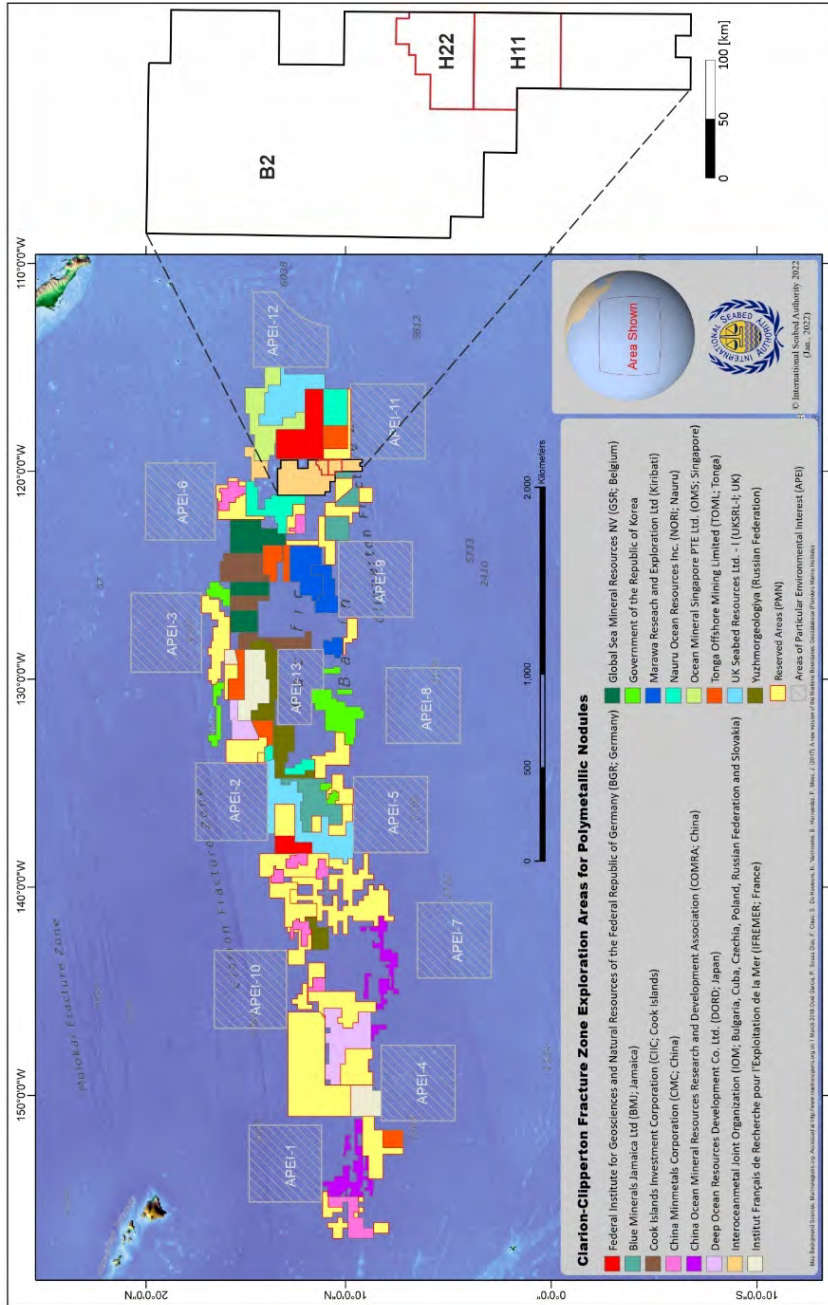 B2
H22
H11
0
50
100 [km]
150°0'0"W
140°0'0"W
130°0'0"W
120°0'0"W
110°0'0"W
20°0'0"N
10°0'0"N
0°0'0"
10°0'0"S
Molokai Fracture Zone
Clarion Fracture Zone
APEI-1
APEI-10
APEI-2
APEI-3
APEI-6
APEI-12
APEI-13
APEI-4
APEI-7
APEI-5
APEI-8
APEI-9
APEI-11
6028
3812
5733
2410
0
500
1,000
2,000
Kilometers
Clarion-Clipperton Fracture Zone Exploration Areas for Polymetallic Nodules
Federal Institute for Geosciences and Natural Resources of the Federal Republic of Germany (BGR; Germany)
Blue Minerals Jamaica Ltd (BMJ; Jamaica)
Cook Islands Investment Corporation (CIIC; Cook Islands)
China Minmetals Corporation (CMC; China)
China Ocean Mineral Resources Research and Development Association (COMRA; China)
Deep Ocean Resources Development Co. Ltd. (DORD; Japan)
Interoceanmetal Joint Organization (IOM; Bulgaria, Cuba, Czechia, Poland, Russian Federation and Slovakia)
Institut Français de Recherche pour l'Exploitation de la Mer (IFREMER; France)
Global Sea Mineral Resources NV (GSR; Belgium)
Government of the Republic of Korea
Marawa Reseach and Exploration Ltd (Kiribati)
Nauru Ocean Resources Inc. (NORI; Nauru)
Ocean Mineral Singapore PTE Ltd. (OMS; Singapore)
Tonga Offshore Mining Limited (TOML; Tonga)
UK Seabed Resources Ltd. - I (UKSRL-I; UK)
Yuzhmorgeologiya (Russian Federation)
Reserved Areas (PMN)
Areas of Particular Environmental Interest (APEI)
Area Shown
INTERNATIONAL SEABED AUTHORITY
© International Seabed Authority 2022
(Jan., 2022)